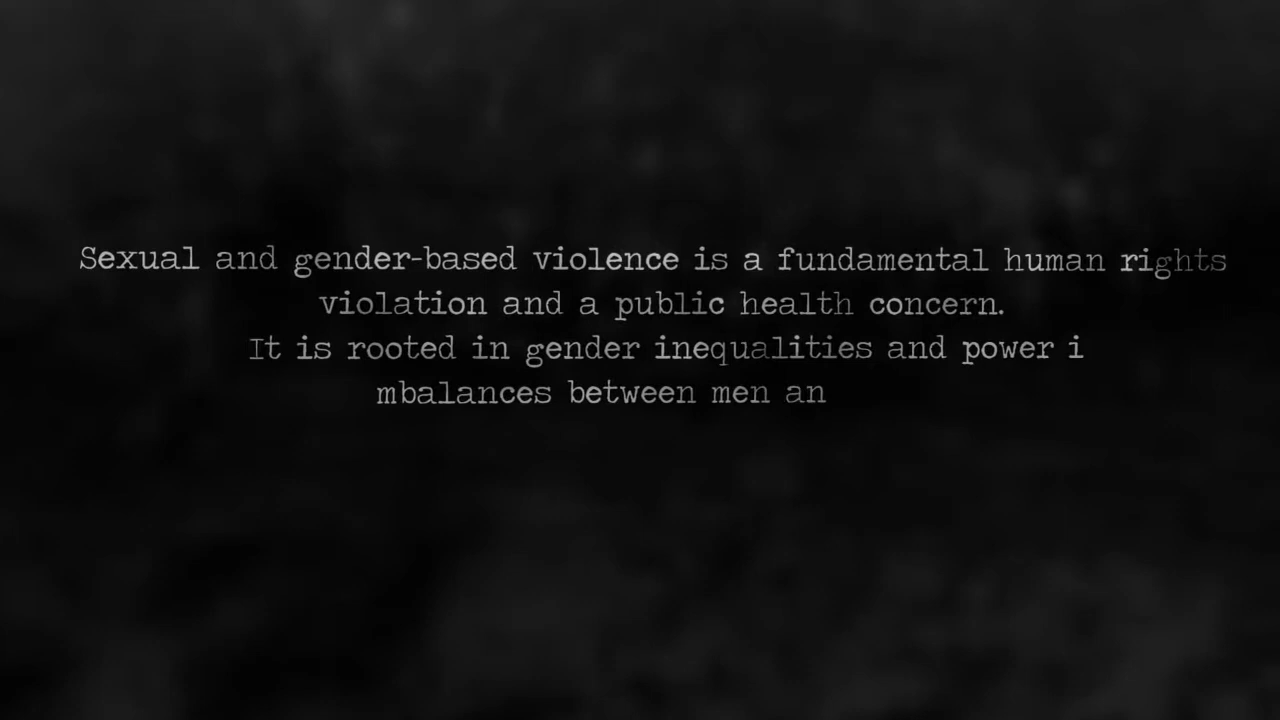 Sexual and gender-based violence is a fundamental human rights
violation and a public health concern.
It is rooted in gender inequalities and power i
mbalances between men an